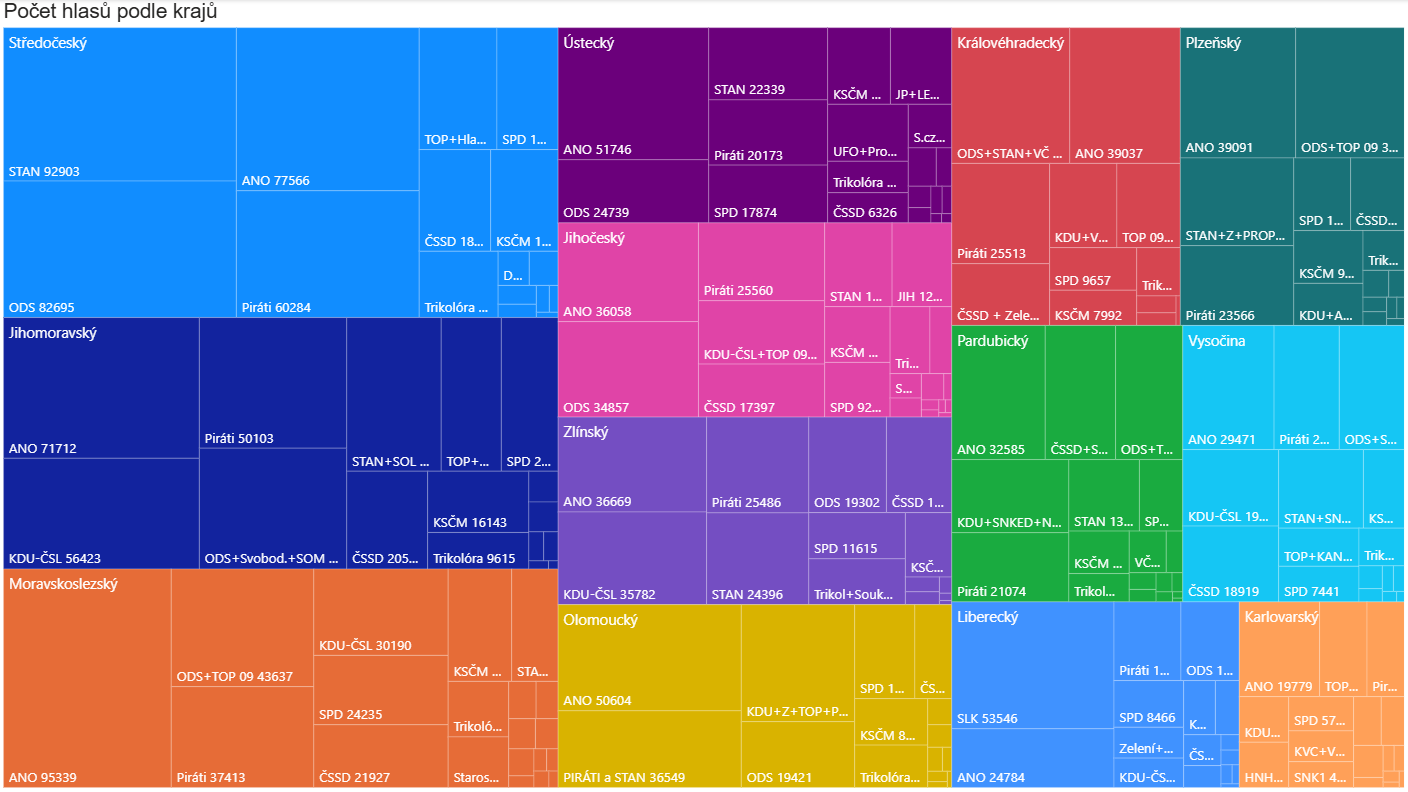 Počet hlasů podle krajů
Středočeský
STAN 92903
ODS 82695
ANO 77566
Piráti 60284
TOP+Hla...
SPD 1...
ČSSD 18...
KSČM 1...
Trikolóra ...
D...
Jihomoravský
ANO 71712
KDU-ČSL 56423
Piráti 50103
ODS+Svobod.+SOM ...
STAN+SOL ...
TOP+...
SPD 2...
ČSSD 205...
KSČM 16143
Trikolóra 9615
Moravskoslezský
ANO 95339
ODS+TOP 09 43637
Piráti 37413
KDU-ČSL 30190
SPD 24235
ČSSD 21927
KSČM ...
STA...
Trikoló...
Staros...
Ústecký
ANO 51746
ODS 24739
STAN 22339
Piráti 20173
SPD 17874
KSČM ...
JP+LE...
UFO+Pro...
S.cz...
Trikolóra ...
ČSSD 6326
Jihočeský
ANO 36058
ODS 34857
Piráti 25560
KDU-ČSL+TOP 09...
ČSSD 17397
STAN 1...
JIH 12...
KSČM ...
SPD 92...
Tri...
S...
Zlínský
ANO 36669
KDU-ČSL 35782
Piráti 25486
STAN 24396
ODS 19302
ČSSD 1...
SPD 11615
Trikol+Souk...
KSČ...
Olomoucký
ANO 50604
PIRÁTI a STAN 36549
KDU+Z+TOP+P...
ODS 19421
SPD 1...
ČS...
KSČM 8...
Trikolóra...
Královéhradecký
ODS+STAN+VČ ...
ANO 39037
Piráti 25513
ČSSD + Zele...
KDU+V...
TOP 09...
SPD 9657
KSČM 7992
Trik...
Plzeňský
ANO 39091
ODS+TOP 09 3...
STAN+Z+PROP...
Piráti 23566
SPD 1...
ČSSD...
KSČM 9...
KDU+A...
Trik...
Pardubický
ANO 32585
ČSSD+S...
ODS+T...
KDU+SNKED+N...
Piráti 21074
STAN 13...
SP...
KSČM ...
VČ...
Trikol...
Vysočina
ANO 29471
Piráti 2...
ODS+S...
KDU-ČSL 19...
ČSSD 18919
STAN+SN...
KS...
TOP+KAN...
Trik...
SPD 7441
Liberecký
SLK 53546
ANO 24784
Piráti 1...
ODS 1...
SPD 8466
K...
Zelení+...
ČS...
KDU-ČS...
Karlovarský
ANO 19779
TOP...
Pir...
KDU...
HNH...
SPD 57...
KVC+V...
SNK1 4...